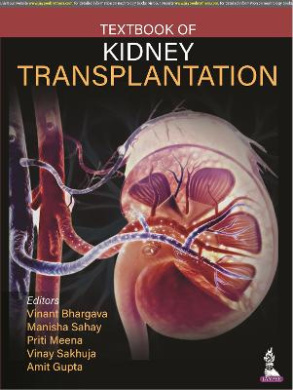 TEXTBOOK OF
KIDNEY
TRANSPLANTATION
Editors
Vinant Bhargava
Manisha Sahay
Priti Meena
Vinay Sakhuja
Amit Gupta